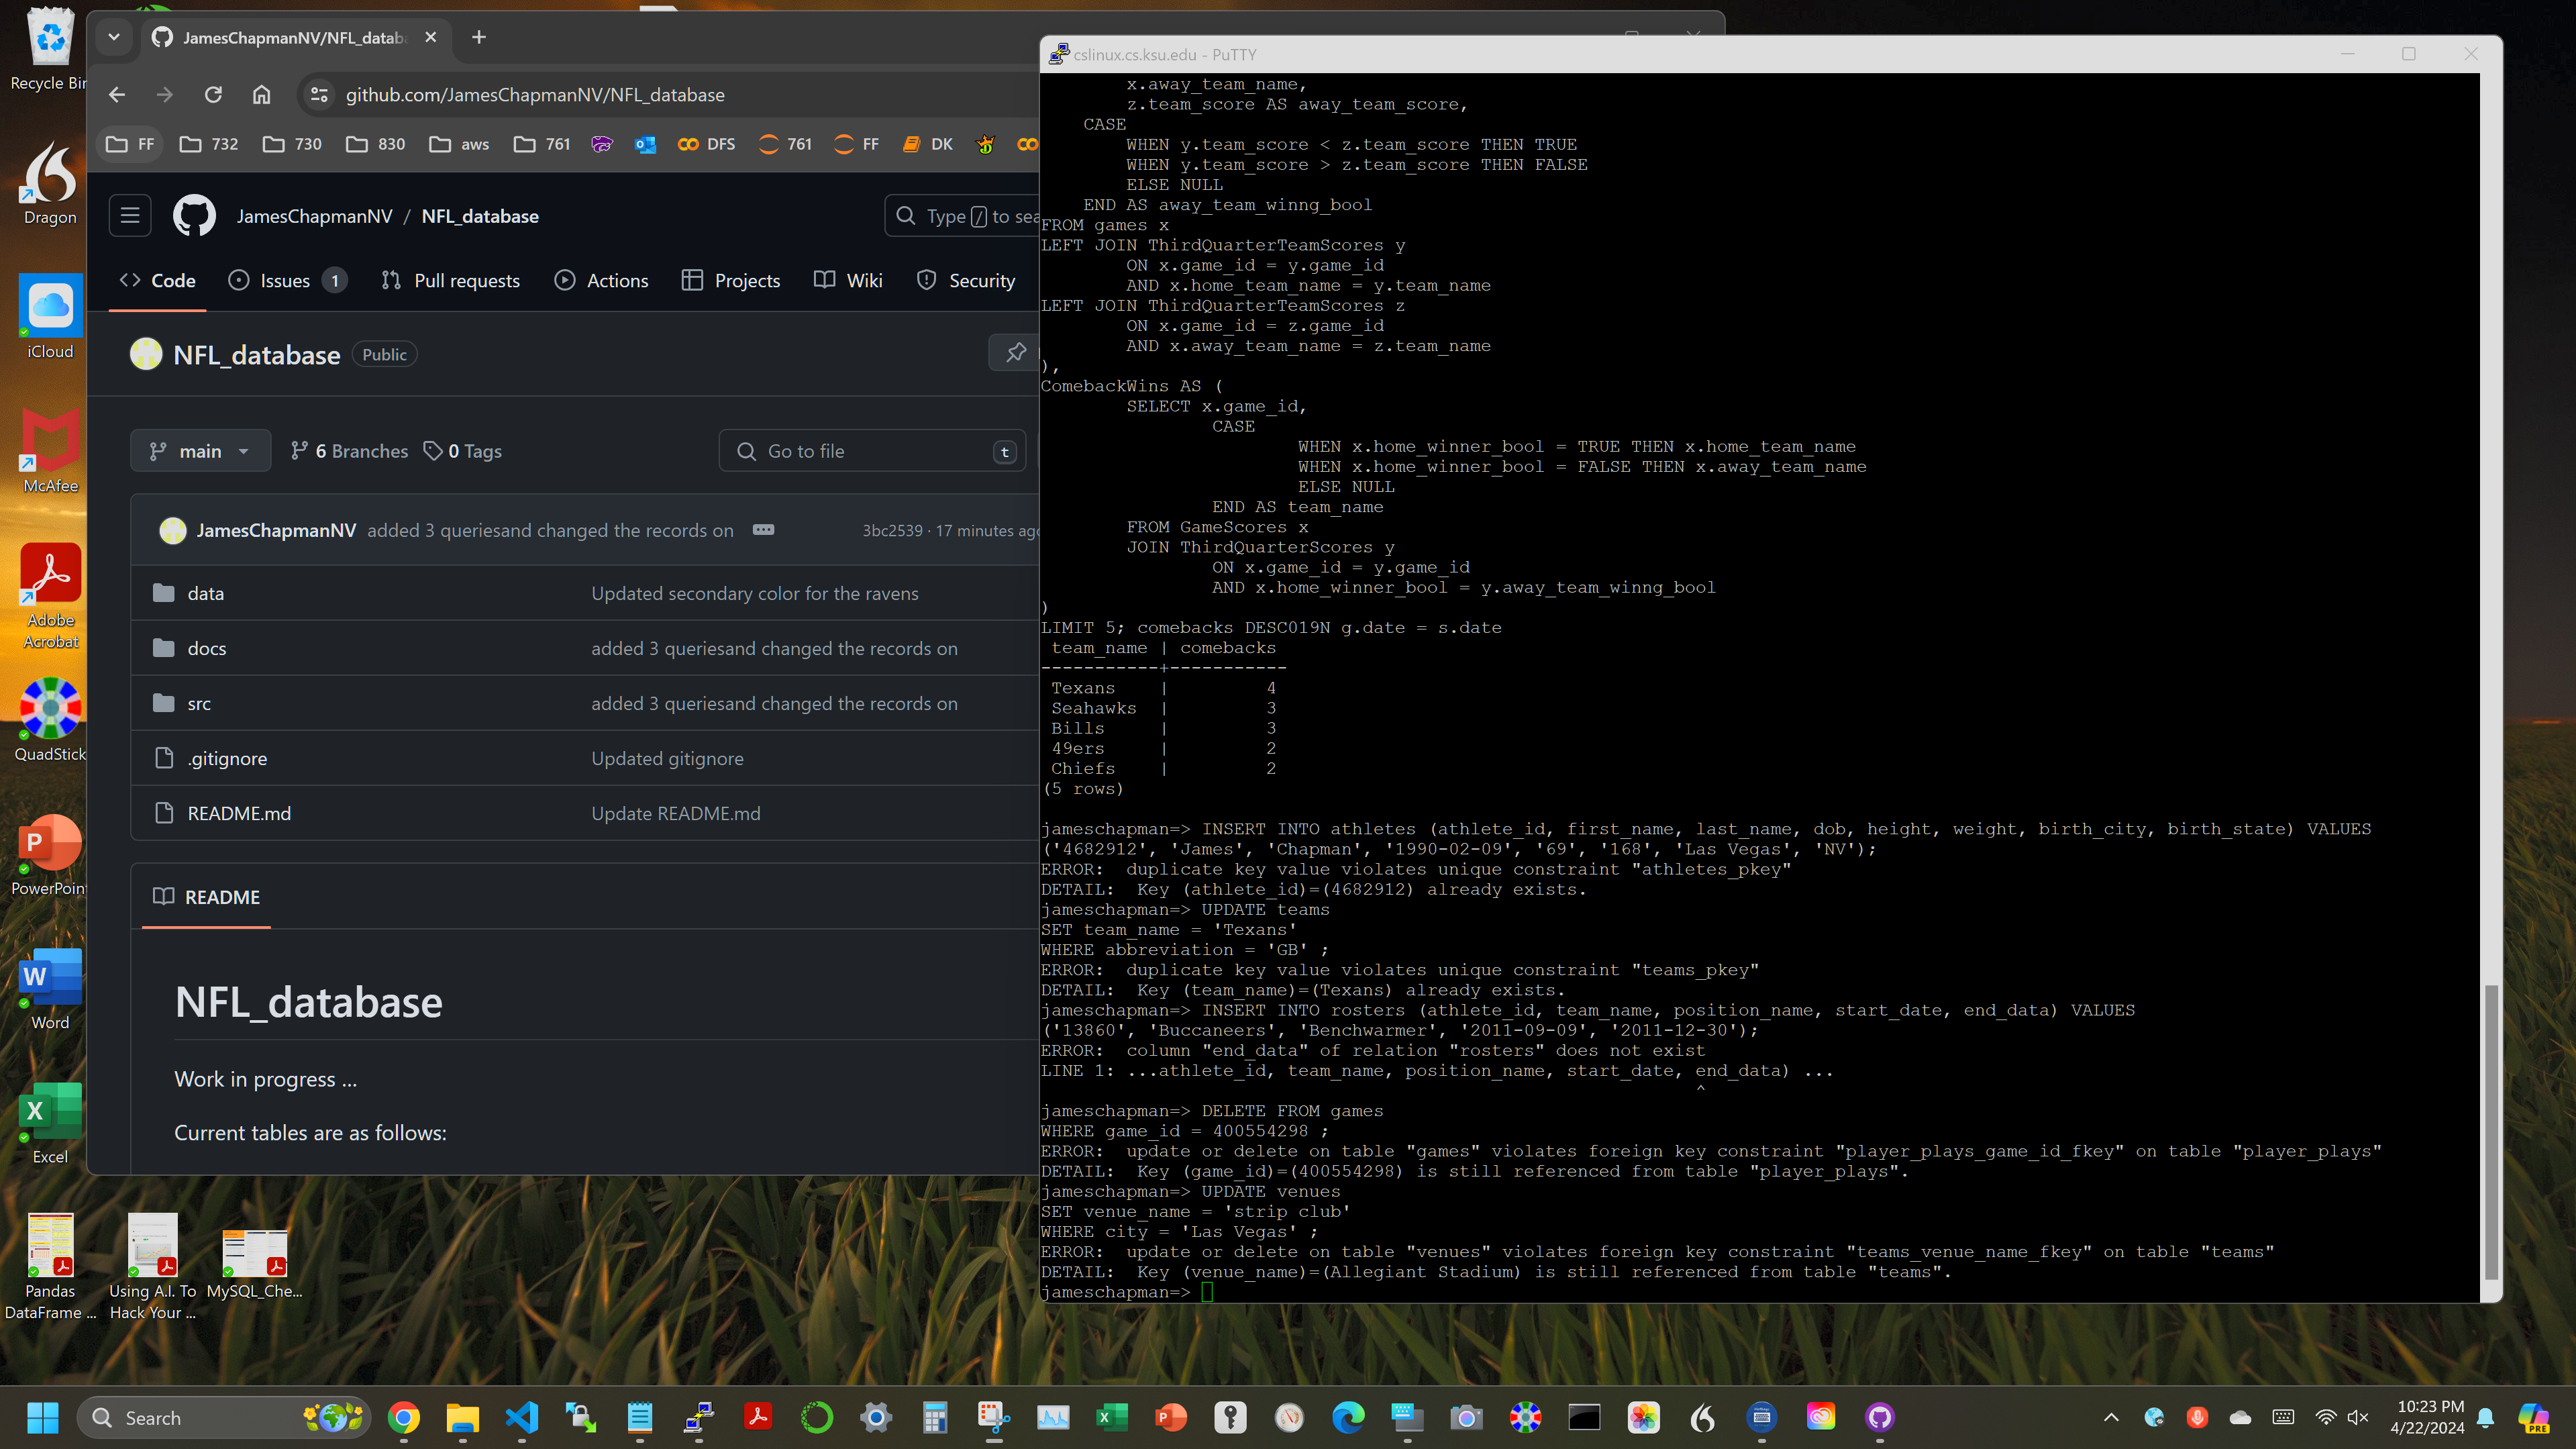 Recycle Bin
Dragon
iCloud
McAfee
Adobe
Acrobat
QuadStick
PowerPoint
Word
Excel
Pandas
DataFrame ...
Using A.I. To
Hack Your ...
MySQL_Che...
JamesChapmanNV/NFL_datab
github.com/JamesChapmanNV/NFL_database
FF 732 730 830 aws 761 DFS 761 FF DK
JamesChapmanNV / NFL_database
Type / to sea
Code Issues 1 Pull requests Actions Projects Wiki Security
NFL_database Public
main 6 Branches 0 Tags Go to file t
JamesChapmanNV added 3 queriesand changed the records on 3bc2539 · 17 minutes ago
data Updated secondary color for the ravens
docs added 3 queriesand changed the records on
src added 3 queriesand changed the records on
.gitignore Updated gitignore
README.md Update README.md
README
NFL_database
Work in progress ...
Current tables are as follows:
cslinux.cs.ksu.edu - PuTTY
x.away_team_name,
z.team_score AS away_team_score,
CASE
WHEN y.team_score < z.team_score THEN TRUE
WHEN y.team_score > z.team_score THEN FALSE
ELSE NULL
END AS away_team_winng_bool
FROM games x
LEFT JOIN ThirdQuarterTeamScores y
ON x.game_id = y.game_id
AND x.home_team_name = y.team_name
LEFT JOIN ThirdQuarterTeamScores z
ON x.game_id = z.game_id
AND x.away_team_name = z.team_name
),
ComebackWins AS (
SELECT x.game_id,
CASE
WHEN x.home_winner_bool = TRUE THEN x.home_team_name
WHEN x.home_winner_bool = FALSE THEN x.away_team_name
ELSE NULL
END AS team_name
FROM GameScores x
JOIN ThirdQuarterScores y
ON x.game_id = y.game_id
AND x.home_winner_bool = y.away_team_winng_bool
)
LIMIT 5; comebacks DESC019N g.date = s.date
team_name | comebacks
-----------+-----------
Texans | 4
Seahawks | 3
Bills | 3
49ers | 2
Chiefs | 2
(5 rows)
jameschapman=> INSERT INTO athletes (athlete_id, first_name, last_name, dob, height, weight, birth_city, birth_state) VALUES
('4682912', 'James', 'Chapman', '1990-02-09', '69', '168', 'Las Vegas', 'NV');
ERROR:  duplicate key value violates unique constraint "athletes_pkey"
DETAIL:  Key (athlete_id)=(4682912) already exists.
jameschapman=> UPDATE teams
SET team_name = 'Texans'
WHERE abbreviation = 'GB' ;
ERROR:  duplicate key value violates unique constraint "teams_pkey"
DETAIL:  Key (team_name)=(Texans) already exists.
jameschapman=> INSERT INTO rosters (athlete_id, team_name, position_name, start_date, end_data) VALUES
('13860', 'Buccaneers', 'Benchwarmer', '2011-09-09', '2011-12-30');
ERROR:  column "end_data" of relation "rosters" does not exist
LINE 1: ...athlete_id, team_name, position_name, start_date, end_data) ...
^
jameschapman=> DELETE FROM games
WHERE game_id = 400554298 ;
ERROR:  update or delete on table "games" violates foreign key constraint "player_plays_game_id_fkey" on table "player_plays"
DETAIL:  Key (game_id)=(400554298) is still referenced from table "player_plays".
jameschapman=> UPDATE venues
SET venue_name = 'strip club'
WHERE city = 'Las Vegas' ;
ERROR:  update or delete on table "venues" violates foreign key constraint "teams_venue_name_fkey" on table "teams"
DETAIL:  Key (venue_name)=(Allegiant Stadium) is still referenced from table "teams".
jameschapman=>
Search
10:23 PM
4/22/2024
PRE